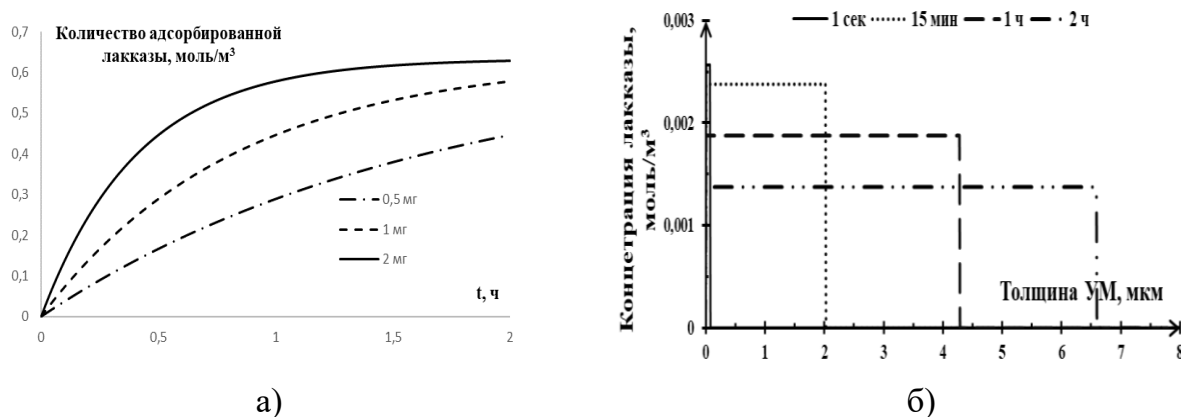 0,7
Количество адсорбированной
лакказы, моль/м³
0,6
0,5
0,4
0,3
0,2
0,1
0
0,5 мг
1 мг
2 мг
t, ч
0 0,5 1 1,5 2
а)
1 сек 15 мин 1 ч 2 ч
0,003
0,002
0,001
0
Концетрация лакказы,
моль/м³
Толщина УМ, мкм
0 1 2 3 4 5 6 7 8
б)